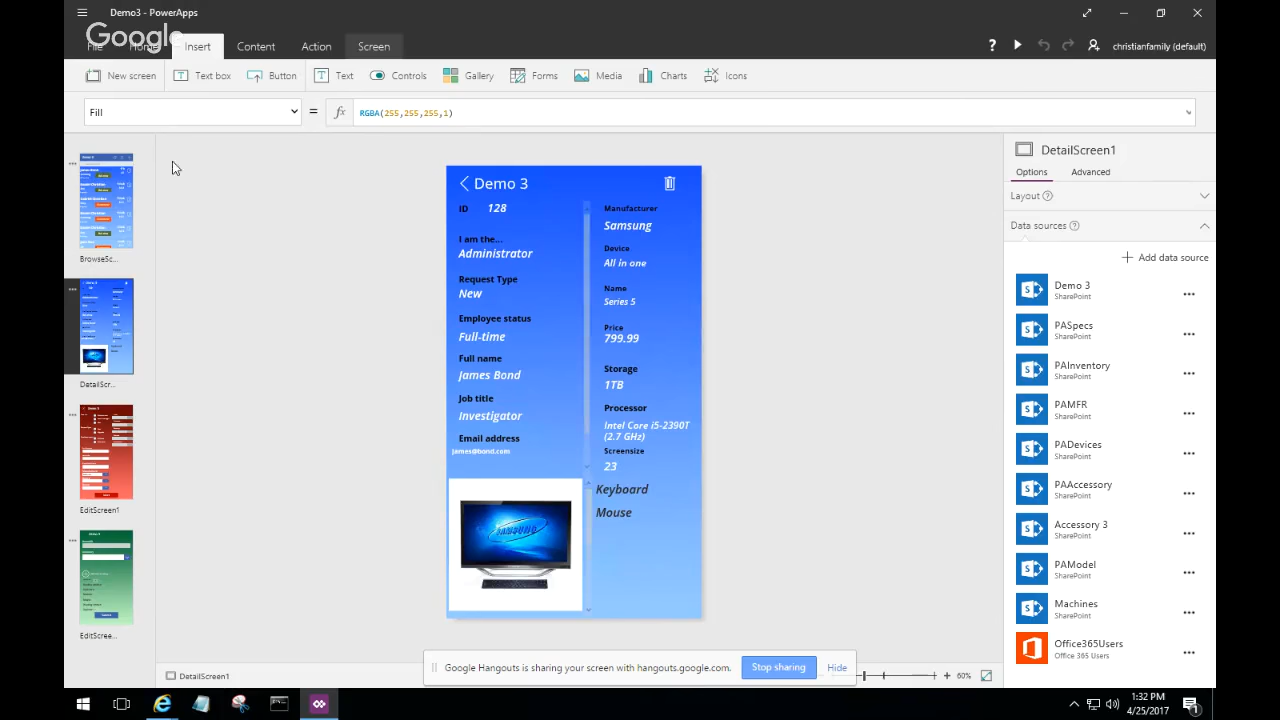 Demo3 - PowerApps
Google
File Home Insert Content Action Screen
? christianfamily (default)
New screen Text box Button Text Controls Gallery Forms Media Charts Icons
Fill = fx RGBA(255,255,255,1)
BrowseSc...
DetailScr...
EditScreen1
EditScree...
Demo 3
ID 128
I am the...
Administrator
Request Type
New
Employee status
Full-time
Full name
James Bond
Job title
Investigator
Email address
james@bond.com
Manufacturer
Samsung
Device
All in one
Name
Series 5
Price
799.99
Storage
1TB
Processor
Intel Core i5-2390T
(2.7 GHz)
Screensize
23
Keyboard
Mouse
SAMSUNG
DetailScreen1
Options Advanced
Layout ?
Data sources ?
+ Add data source
Demo 3
SharePoint
PASpecs
SharePoint
PAInventory
SharePoint
PAMFR
SharePoint
PADevices
SharePoint
PAAccessory
SharePoint
Accessory 3
SharePoint
PAModel
SharePoint
Machines
SharePoint
Office365Users
Office 365 Users
Google Hangouts is sharing your screen with hangouts.google.com. Stop sharing Hide
DetailScreen1
60%
1:32 PM
4/25/2017
1